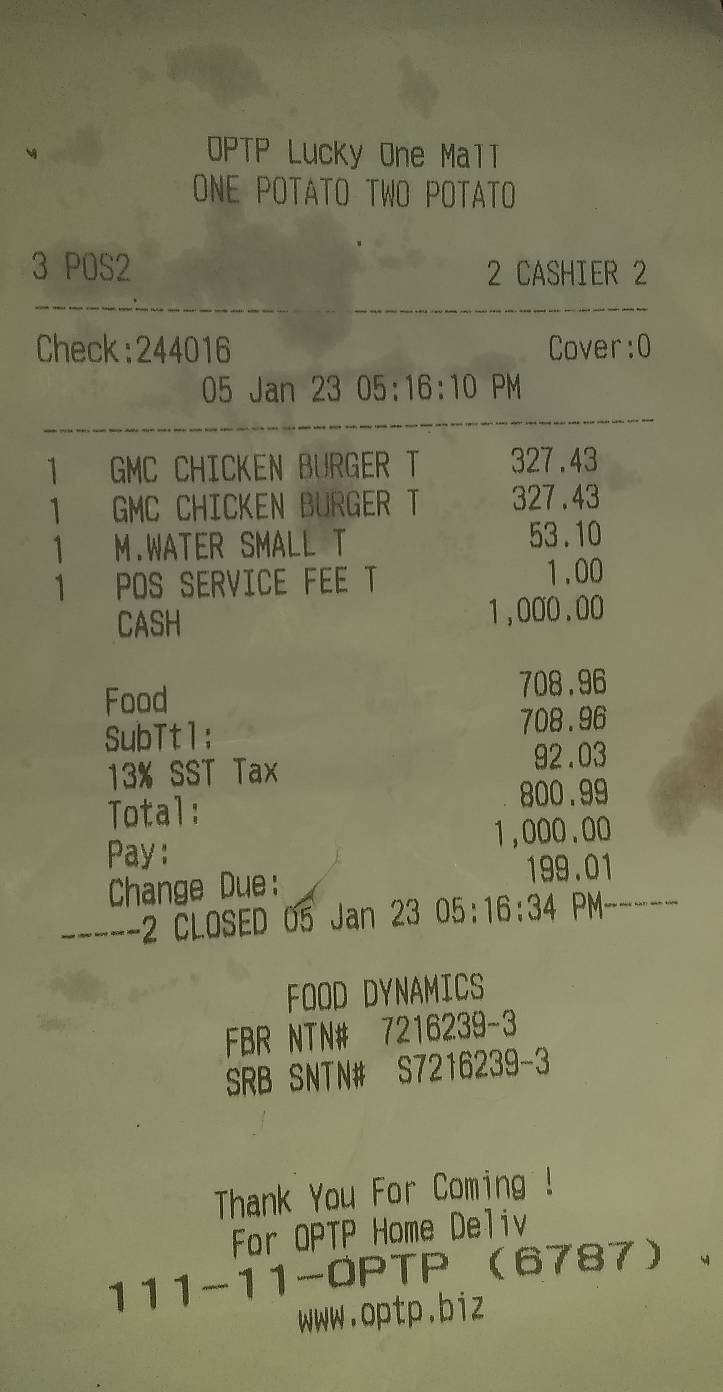 OPTP Lucky One Mall
ONE POTATO TWO POTATO
3 POS2 2 CASHIER 2
Check:244016 Cover:0
05 Jan 23 05:16:10 PM
1 GMC CHICKEN BURGER T 327.43
1 GMC CHICKEN BURGER T 327.43
1 M.WATER SMALL T 53.10
1 POS SERVICE FEE T 1.00
CASH 1,000.00
Food 708.96
SubTtl: 708.96
13% SST Tax 92.03
Total: 800.99
Pay: 1,000.00
Change Due: 199.01
------2 CLOSED 05 Jan 23 05:16:34 PM------
FOOD DYNAMICS
FBR NTN# 7216239-3
SRB SNTN# S7216239-3
Thank You For Coming !
For OPTP Home Deliv
111-11-OPTP (6787)
www.optp.biz